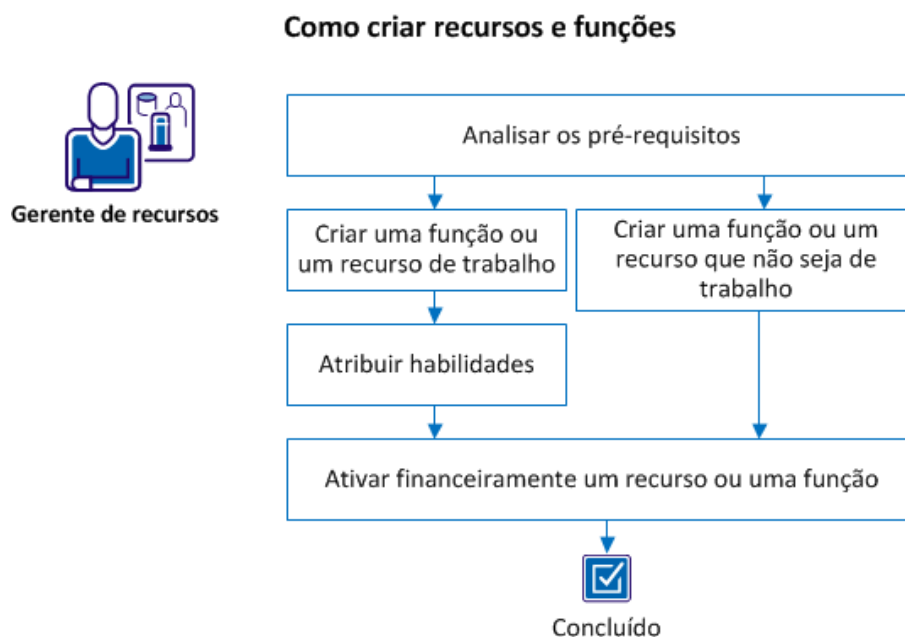 Como criar recursos e funções
Analisar os pré-requisitos
Gerente de recursos
Criar uma função ou
um recurso de trabalho
Criar uma função ou um
recurso que não seja de
trabalho
Atribuir habilidades
Ativar financeiramente um recurso ou uma função
Concluído